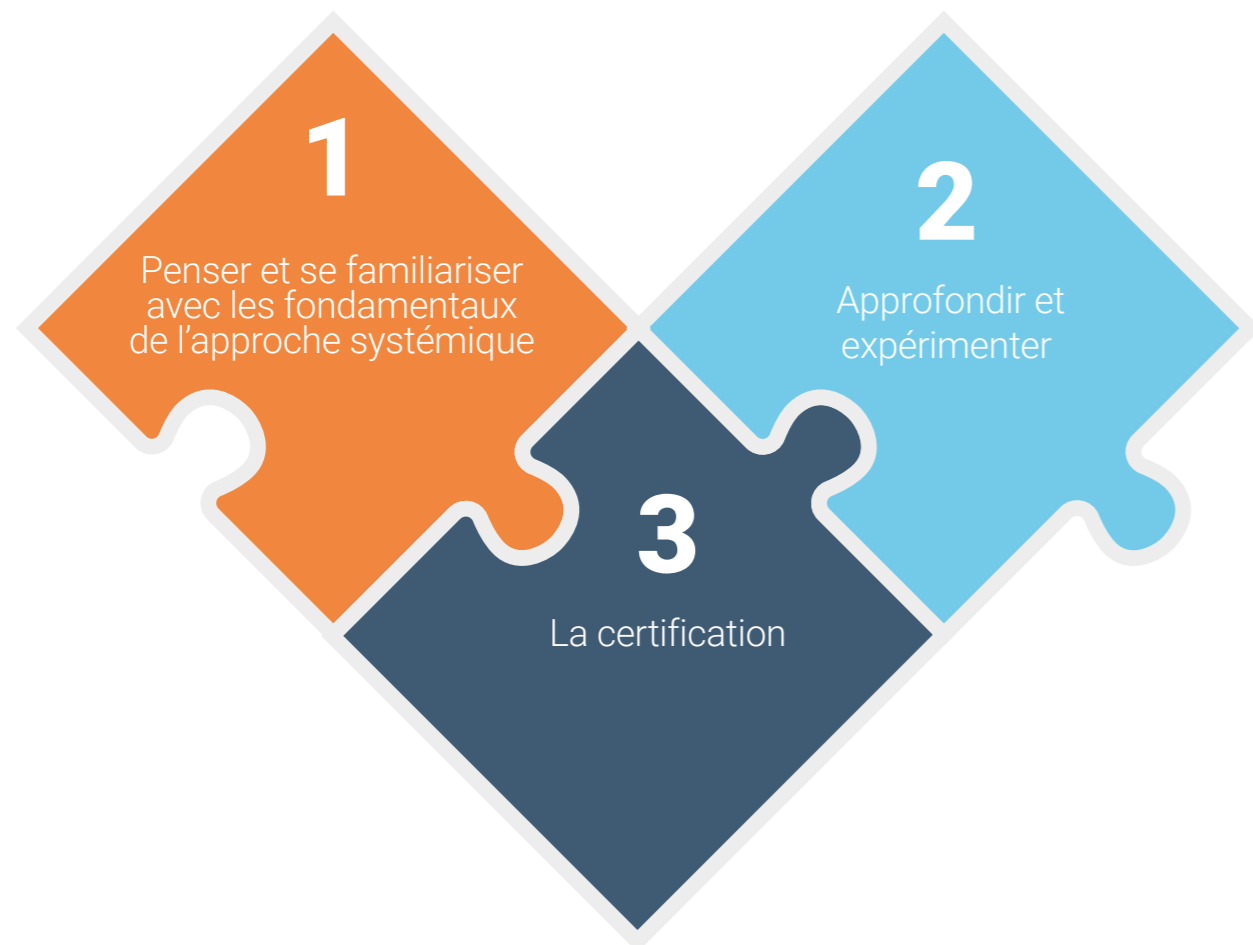 1
Penser et se familiariser
avec les fondamentaux
de l’approche systémique
2
Approfondir et
expérimenter
3
La certification